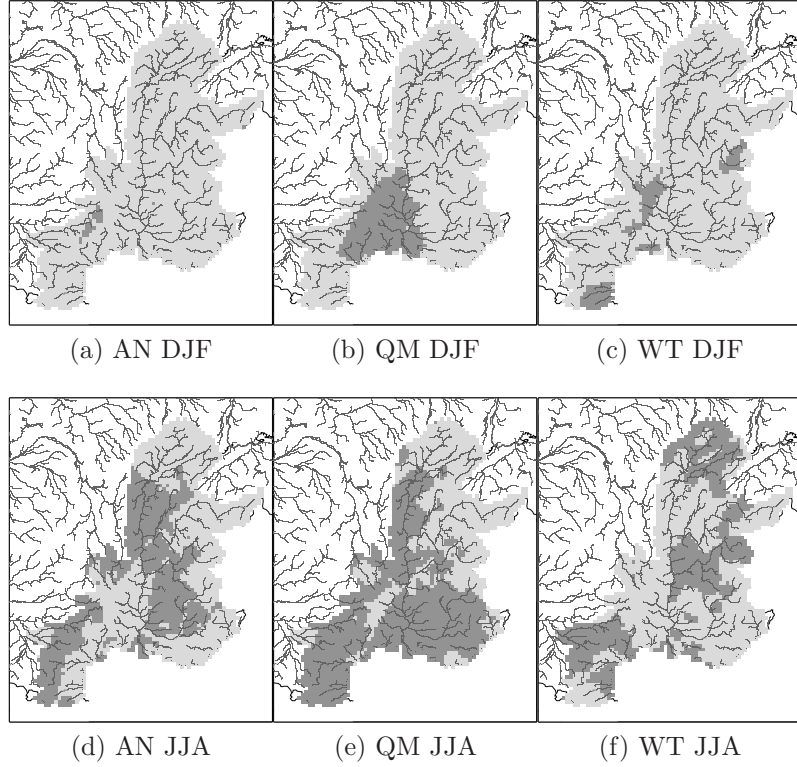 (a) AN DJF
(b) QM DJF
(c) WT DJF
(d) AN JJA
(e) QM JJA
(f) WT JJA